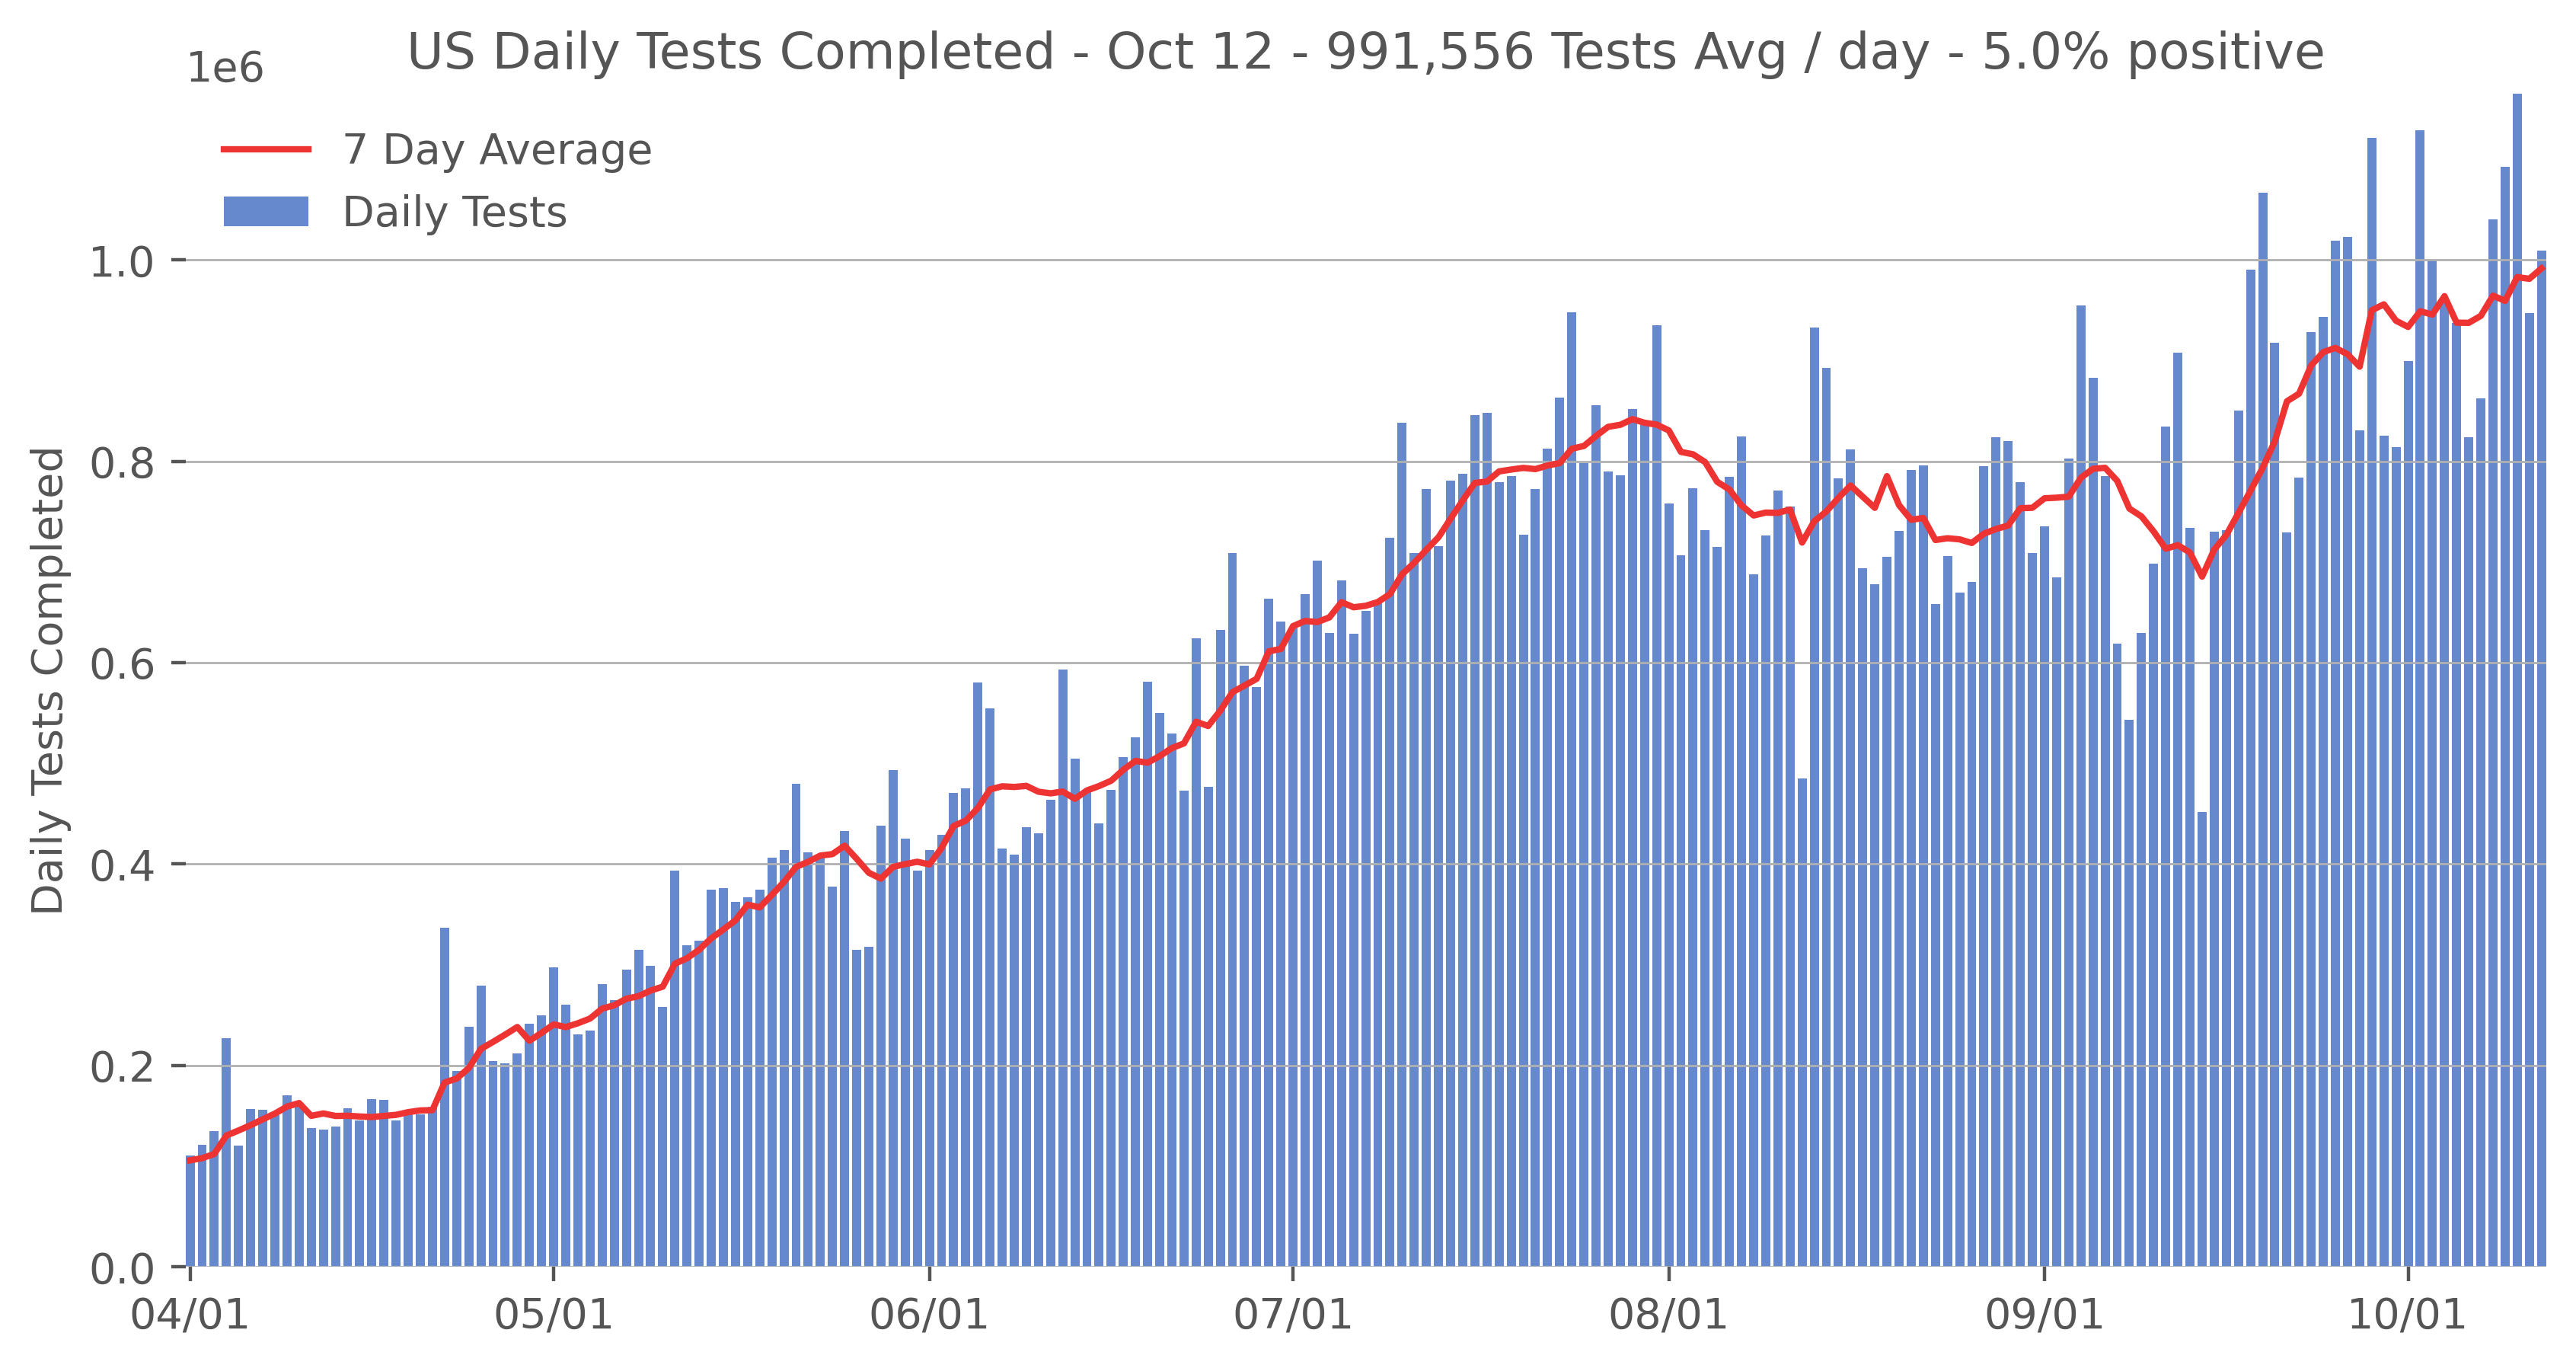 US Daily Tests Completed - Oct 12 - 991,556 Tests Avg / day - 5.0% positive
1e6
7 Day Average
Daily Tests
Daily Tests Completed
1.0
0.8
0.6
0.4
0.2
0.0
04/01 05/01 06/01 07/01 08/01 09/01 10/01